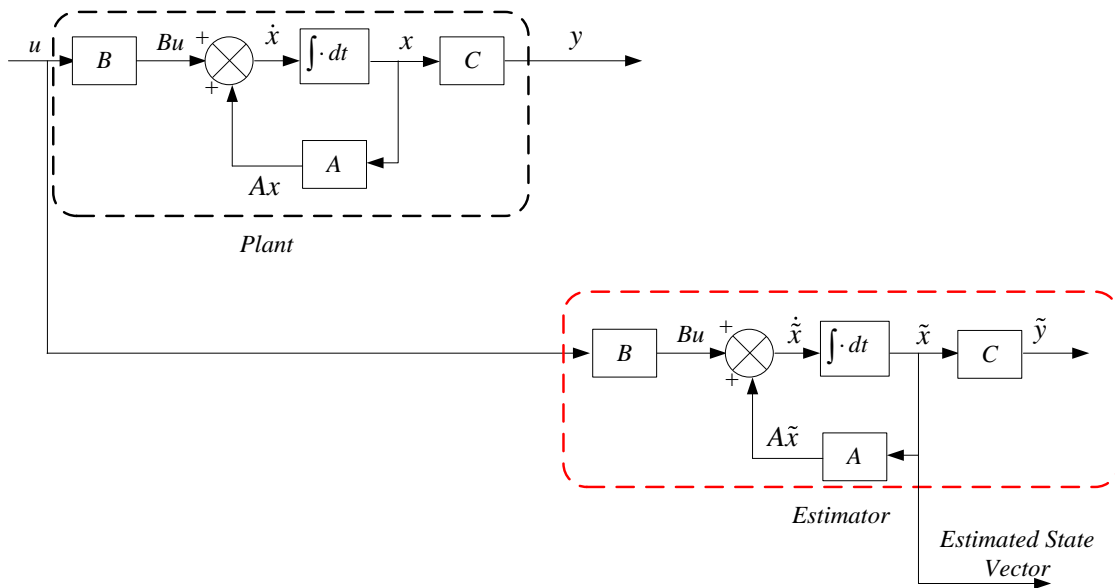 u
B
Bu
+
+
ẋ
∫· dt
x
C
y
A
Ax
Plant
B
Bu
+
+
x̃̇
∫· dt
x̃
C
ỹ
Ax̃
A
Estimator
Estimated State
Vector